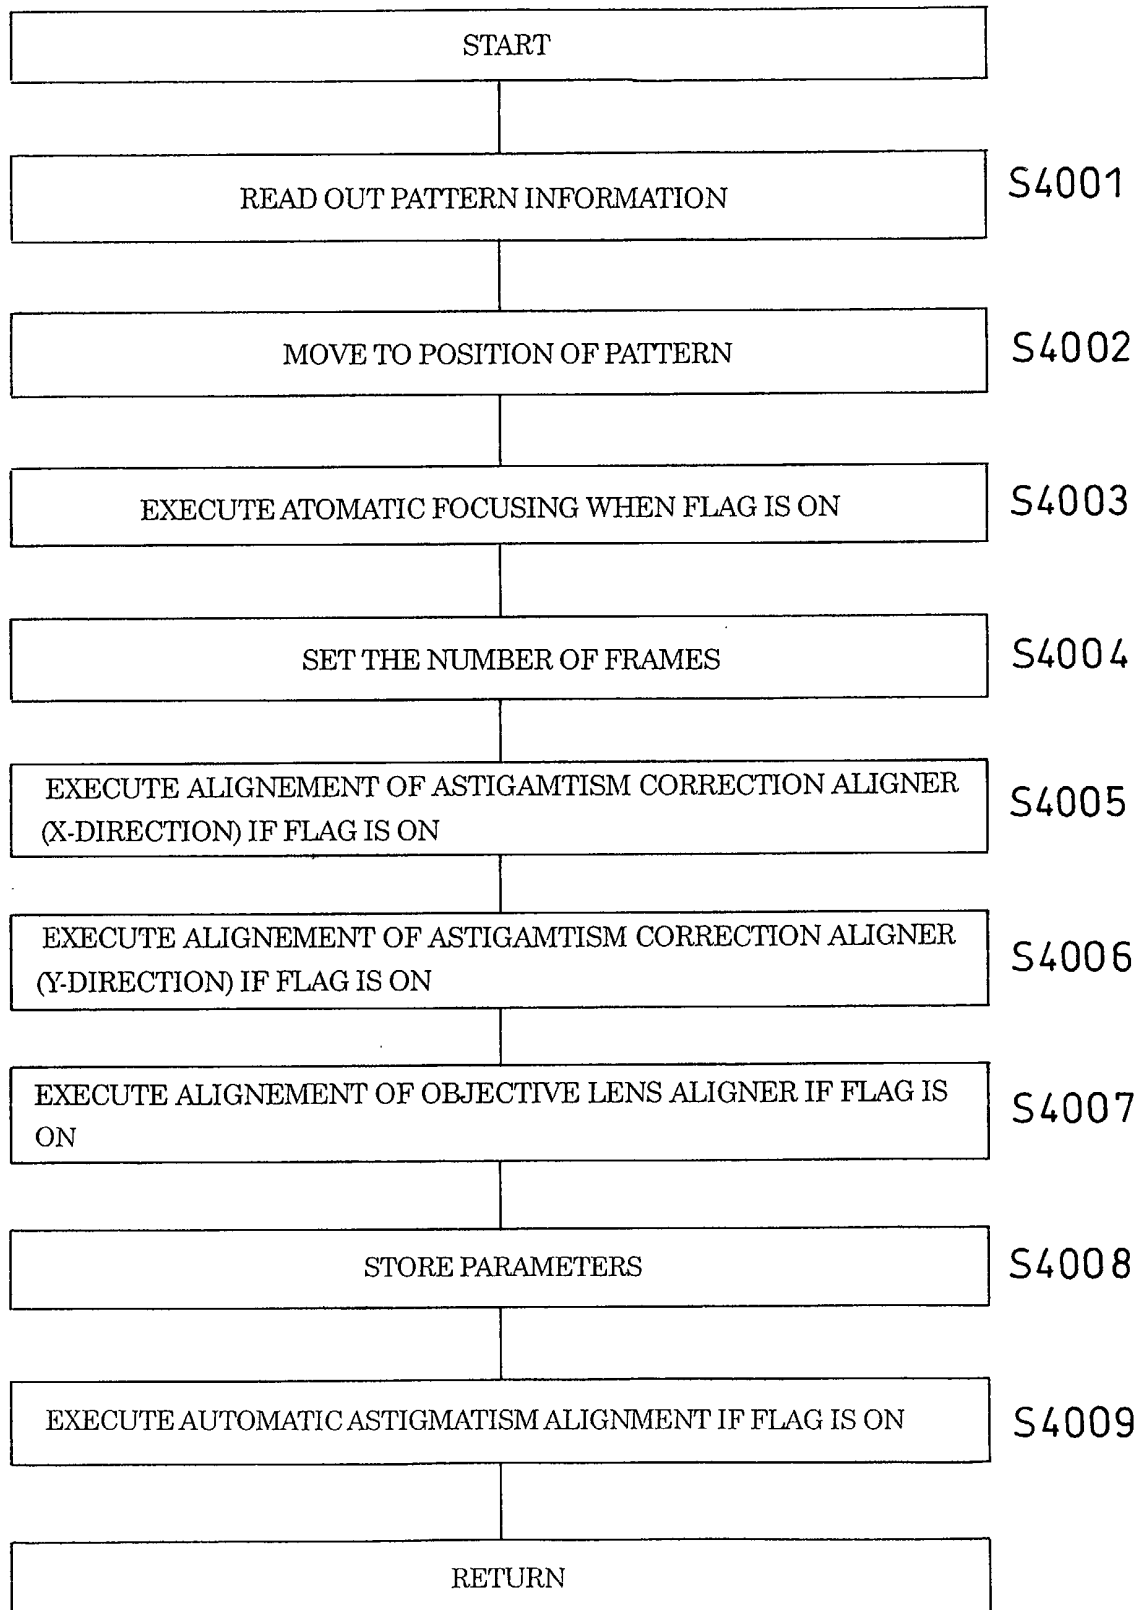 START
READ OUT PATTERN INFORMATION
S4001
MOVE TO POSITION OF PATTERN
S4002
EXECUTE ATOMATIC FOCUSING WHEN FLAG IS ON
S4003
SET THE NUMBER OF FRAMES
S4004
EXECUTE ALIGNEMENT OF ASTIGAMTISM CORRECTION ALIGNER
(X-DIRECTION) IF FLAG IS ON
S4005
EXECUTE ALIGNEMENT OF ASTIGAMTISM CORRECTION ALIGNER
(Y-DIRECTION) IF FLAG IS ON
S4006
EXECUTE ALIGNEMENT OF OBJECTIVE LENS ALIGNER IF FLAG IS
ON
S4007
STORE PARAMETERS
S4008
EXECUTE AUTOMATIC ASTIGMATISM ALIGNMENT IF FLAG IS ON
S4009
RETURN